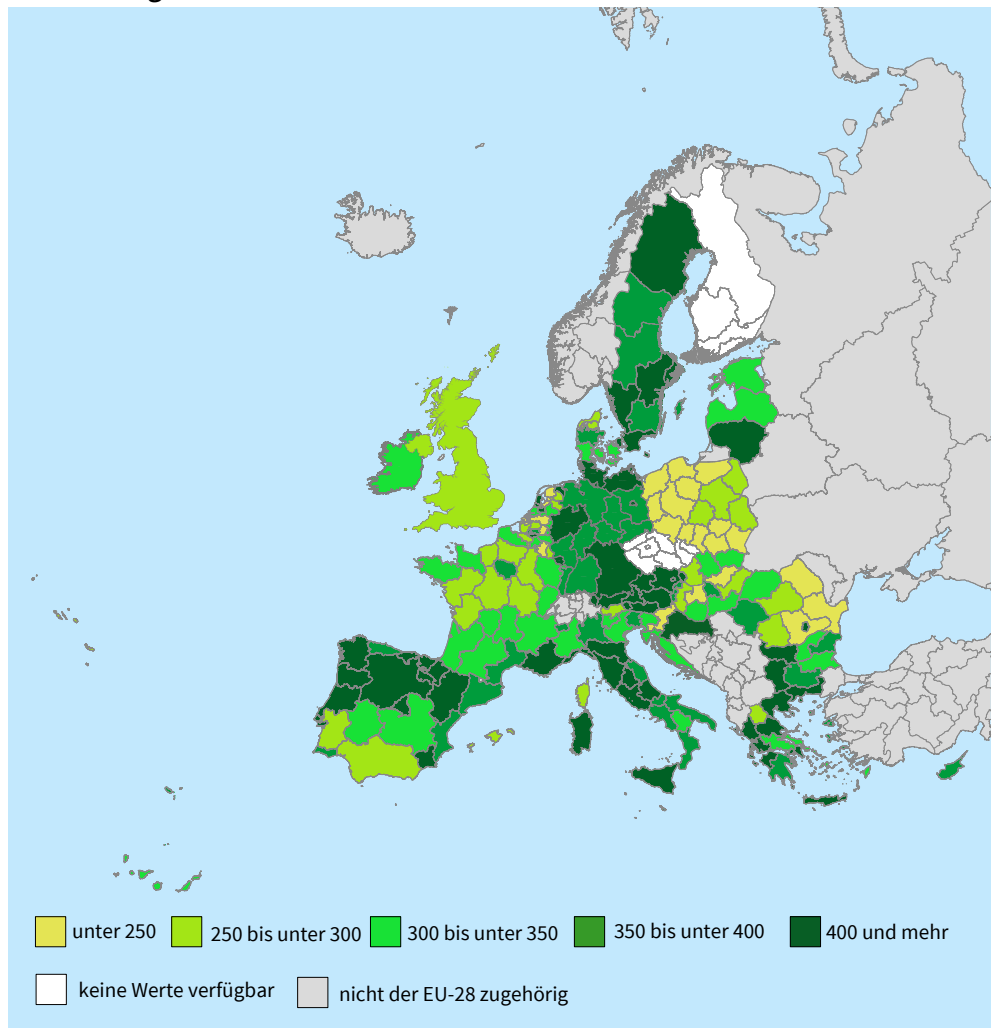 unter 250
250 bis unter 300
300 bis unter 350
350 bis unter 400
400 und mehr
keine Werte verfügbar
nicht der EU-28 zugehörig